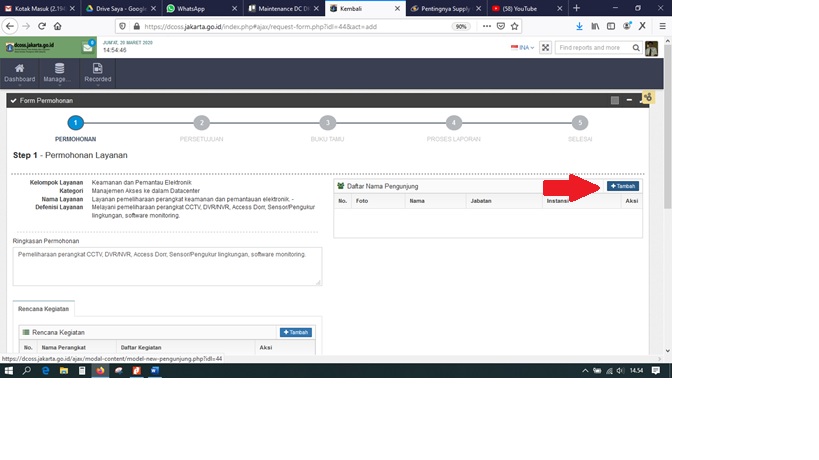 Kotak Masuk (2.19
Drive Saya - Google
WhatsApp
Maintenance DC D
Kembali
Pentingnya Supply
(58) YouTube
https://dcoss.jakarta.go.id/index.php#ajax/request-form.php?idl=44&act=add
90%
dcoss.jakarta.go.id
JUM'AT, 20 MARET 2020
14:54:46
INA
Find reports and more
Dashboard
Manage...
Recorded
Form Permohonan
1
2
3
4
5
PERMOHONAN
PERSETUJUAN
BUKU TAMU
PROSES LAPORAN
SELESAI
Step 1 - Permohonan Layanan
Kelompok Layanan Keamanan dan Pemantau Elektronik
Kategori Manajemen Akses ke dalam Datacenter
Nama Layanan Layanan pemeliharaan perangkat keamanan dan permantauan elektronik. -
Defenisi Layanan Melayani pemeliharaan perangkat CCTV, DVR/NVR, Access Dorr, Sensor/Pengukur
lingkungan, software monitoring.
Daftar Nama Pengunjung
+ Tambah
No. Foto Nama Jabatan Instansi Aksi
Ringkasan Permohonan
Pemeliharaan perangkat CCTV, DVR/NVR, Access Dorr, Sensor/Pengukur lingkungan, software monitoring.
Rencana Kegiatan
Rencana Kegiatan
+ Tambah
No. Nama Perangkat Daftar Kegiatan Aksi
https://dcoss.jakarta.go.id/ajax/modal-content/model-new-pengunjung.php?idl=44
14.54